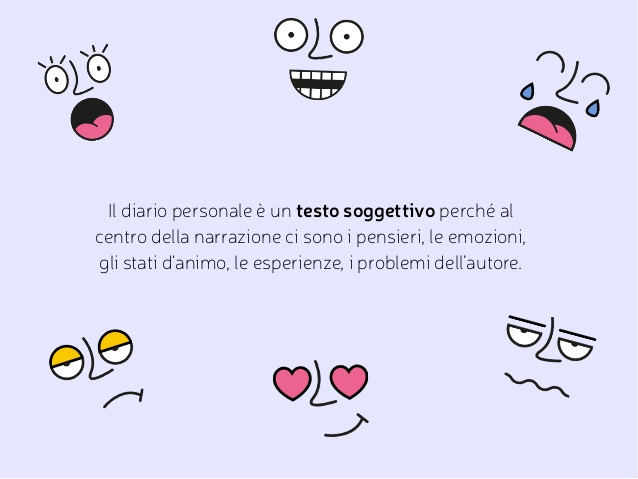 Il diario personale è un testo soggettivo perché al
centro della narrazione ci sono i pensieri, le emozioni,
gli stati d'animo, le esperienze, i problemi dell'autore.